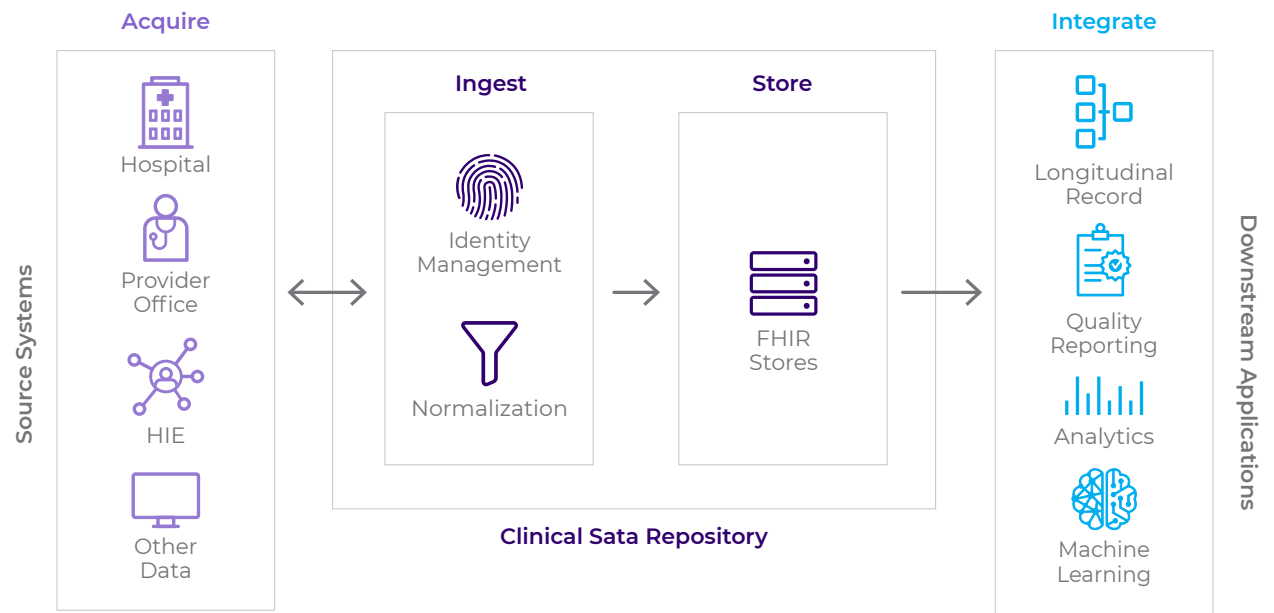 Acquire
Integrate
Ingest
Store
Source Systems
Hospital
Provider
Office
HIE
Other
Data
Identity
Management
Normalization
FHIR
Stores
Clinical Sata Repository
Longitudinal
Record
Quality
Reporting
Analytics
Machine
Learning
Downstream Applications